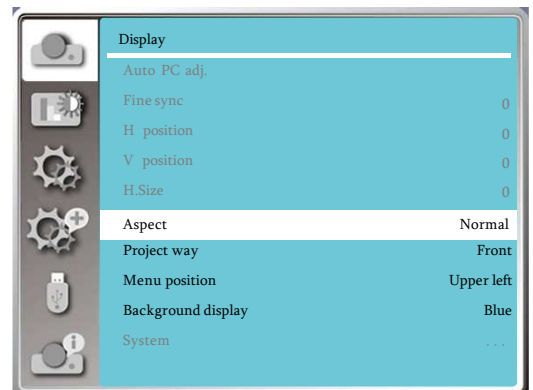 Display
Auto PC adj.
Fine sync 0
H position 0
V position 0
H.Size 0
Aspect Normal
Project way Front
Menu position Upper left
Background display Blue
System ...